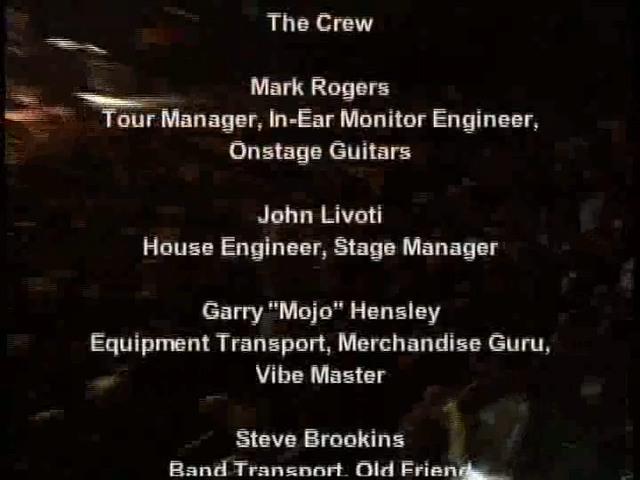 The Crew
Mark Rogers
Tour Manager, In-Ear Monitor Engineer,
Onstage Guitars
John Livoti
House Engineer, Stage Manager
Garry "Mojo" Hensley
Equipment Transport, Merchandise Guru,
Vibe Master
Steve Brookins
Band Transport, Old Friend